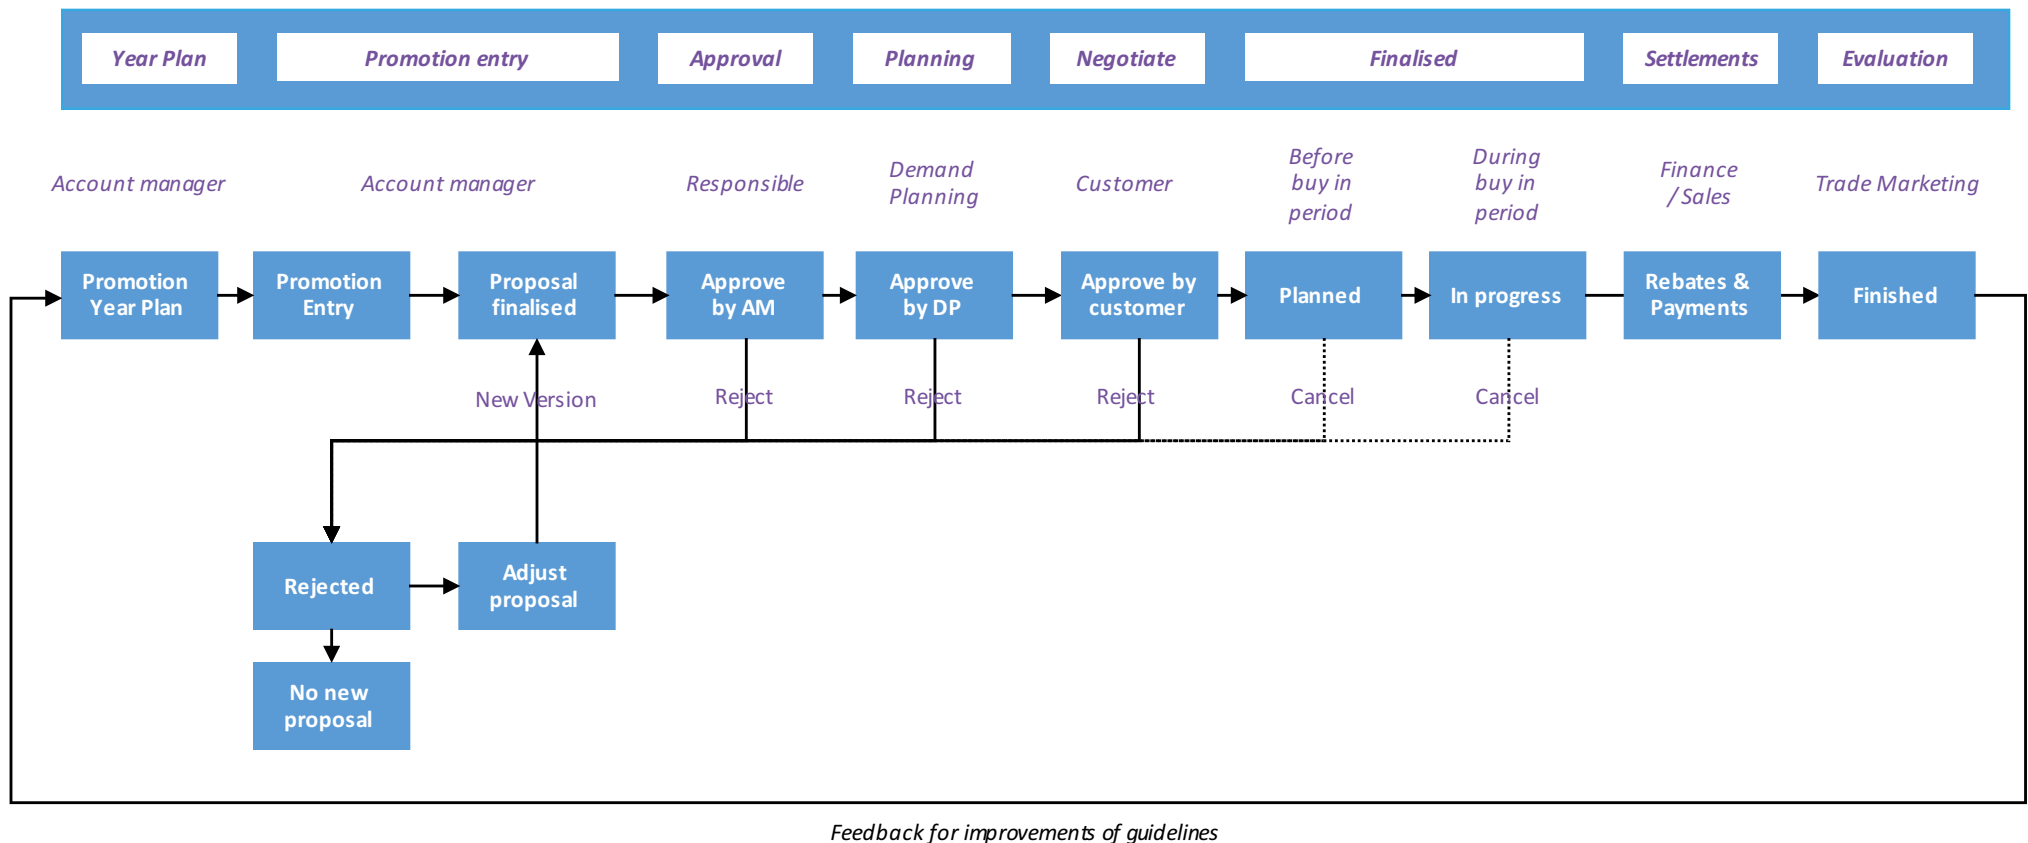 Year Plan
Promotion entry
Approval
Planning
Negotiate
Finalised
Settlements
Evaluation
Account manager
Account manager
Responsible
Demand
Planning
Customer
Before
buy in
period
During
buy in
period
Finance
/ Sales
Trade Marketing
Promotion
Year Plan
Promotion
Entry
Proposal
finalised
Approve
by AM
Approve
by DP
Approve by
customer
Planned
In progress
Rebates &
Payments
Finished
New Version
Reject
Reject
Reject
Cancel
Cancel
Rejected
Adjust
proposal
No new
proposal
Feedback for improvements of guidelines